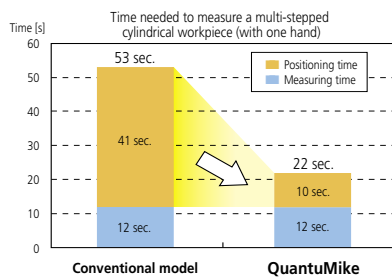 Time needed to measure a multi-stepped
cylindrical workpiece (with one hand)
Time [s]
60
50
40
30
20
10
0
53 sec.
41 sec.
12 sec.
Positioning time
Measuring time
22 sec.
10 sec.
12 sec.
Conventional model
QuantuMike